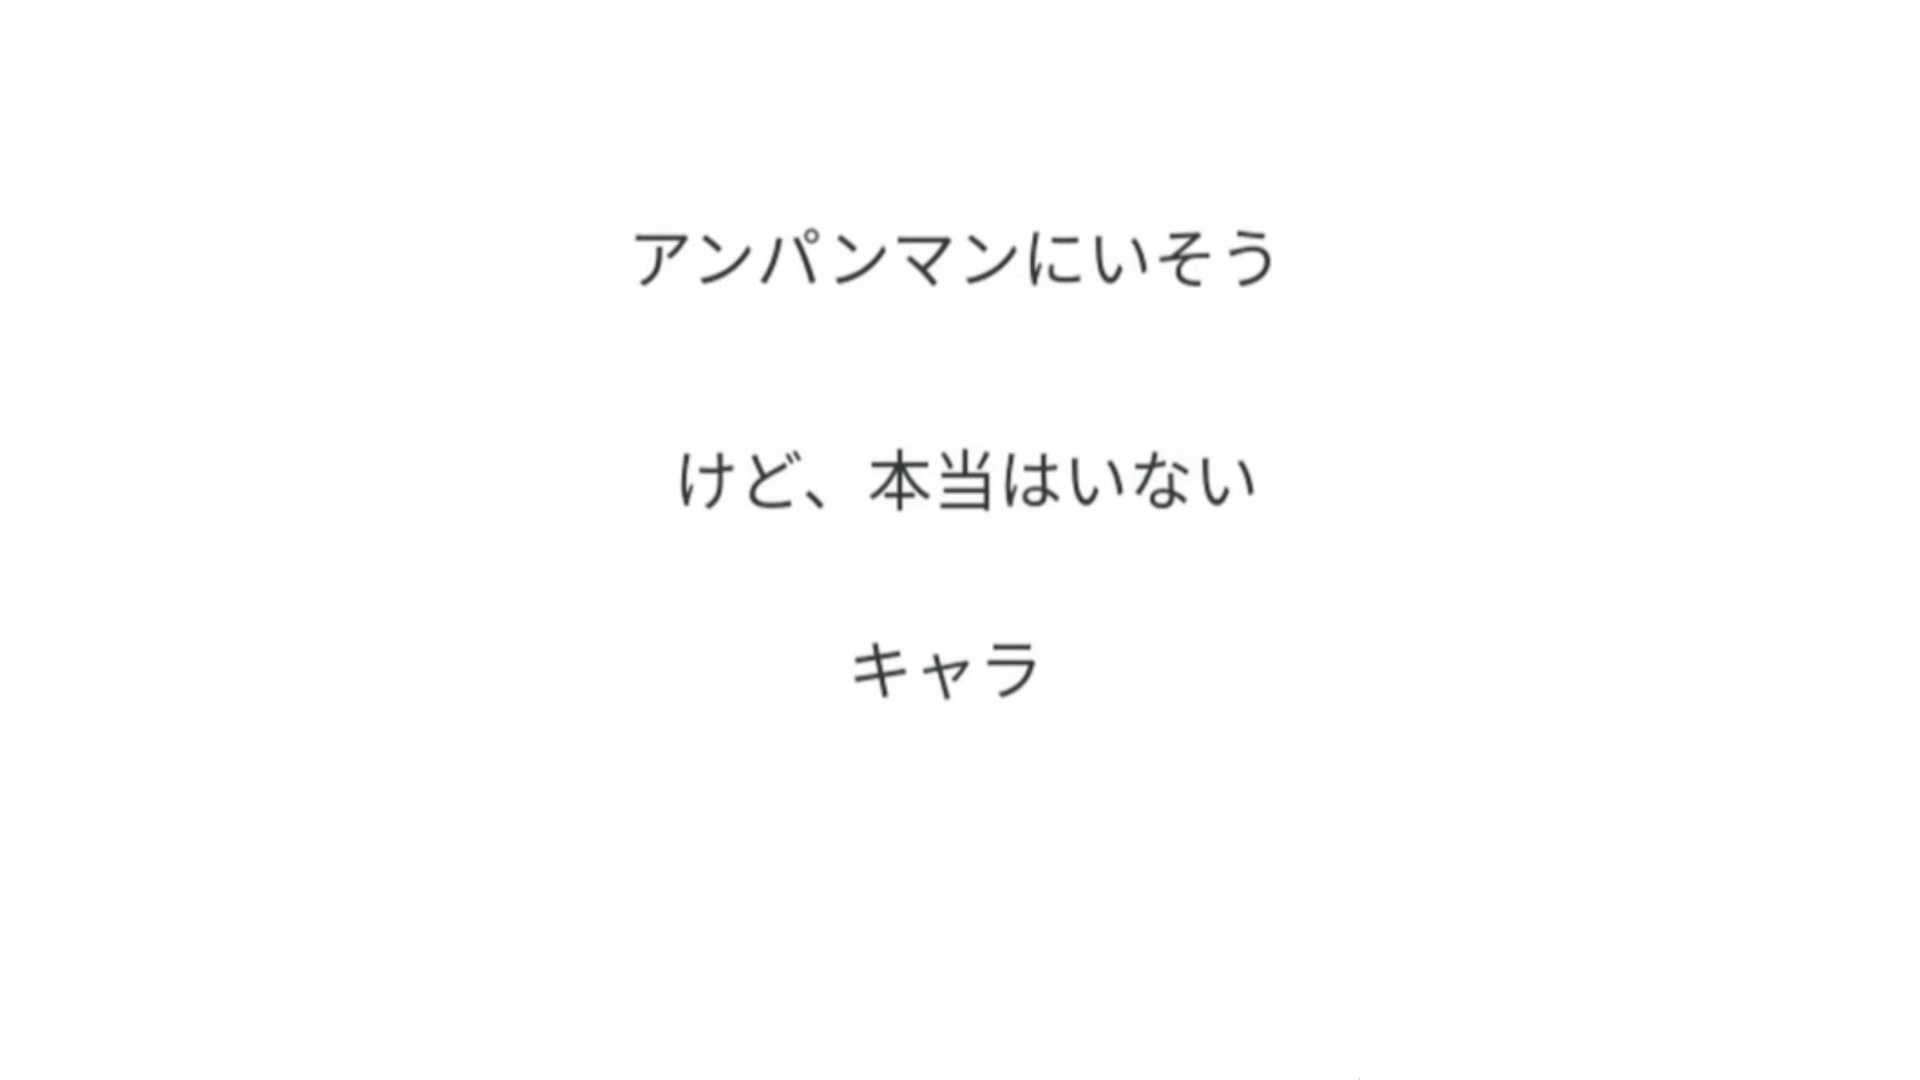 アンパンマンにいそう
けど、本当はいない
キャラ